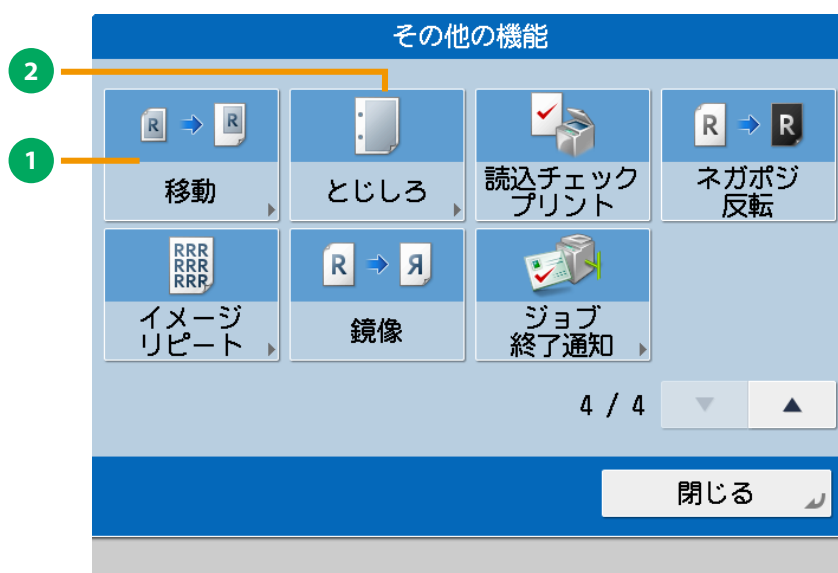 その他の機能
2
1
R R
移動
とじしろ
読込チェック
プリント
R R
ネガポジ
反転
RRR
RRR
RRR
イメージ
リピート
R Я
鏡像
ジョブ
終了通知
4 / 4
閉じる